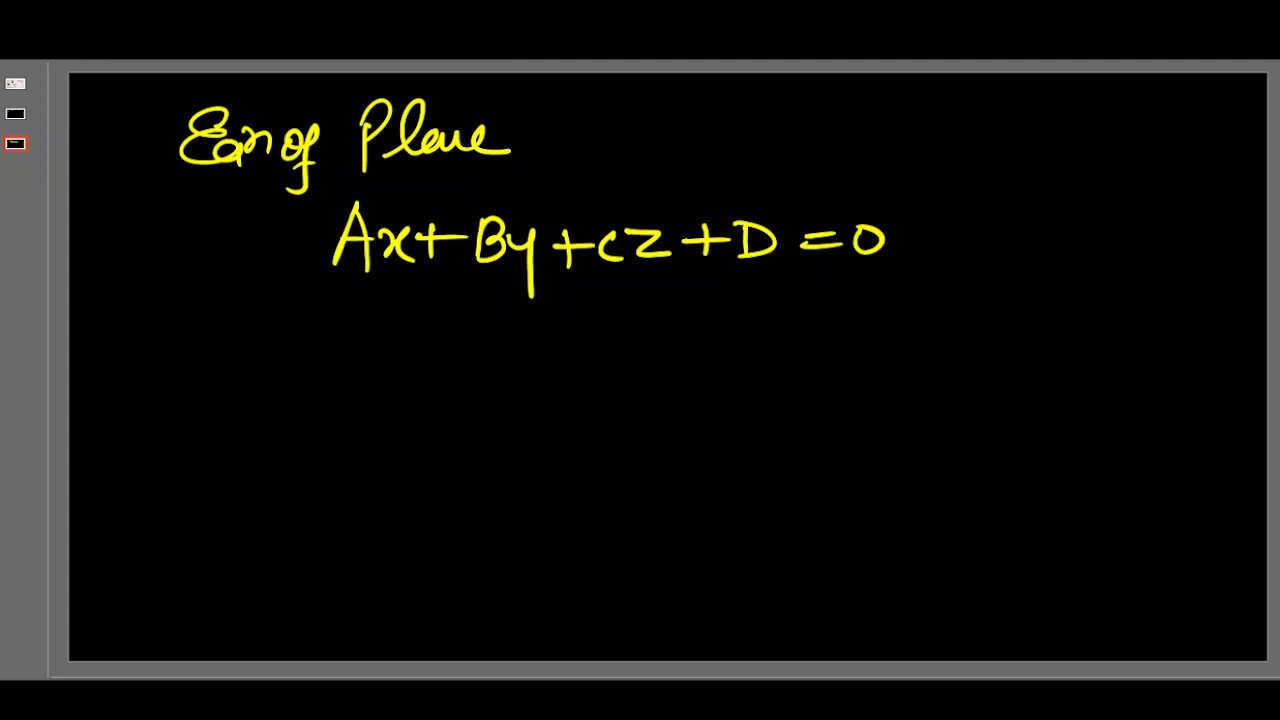 Eqn of Plane
Ax + By + CZ + D = 0